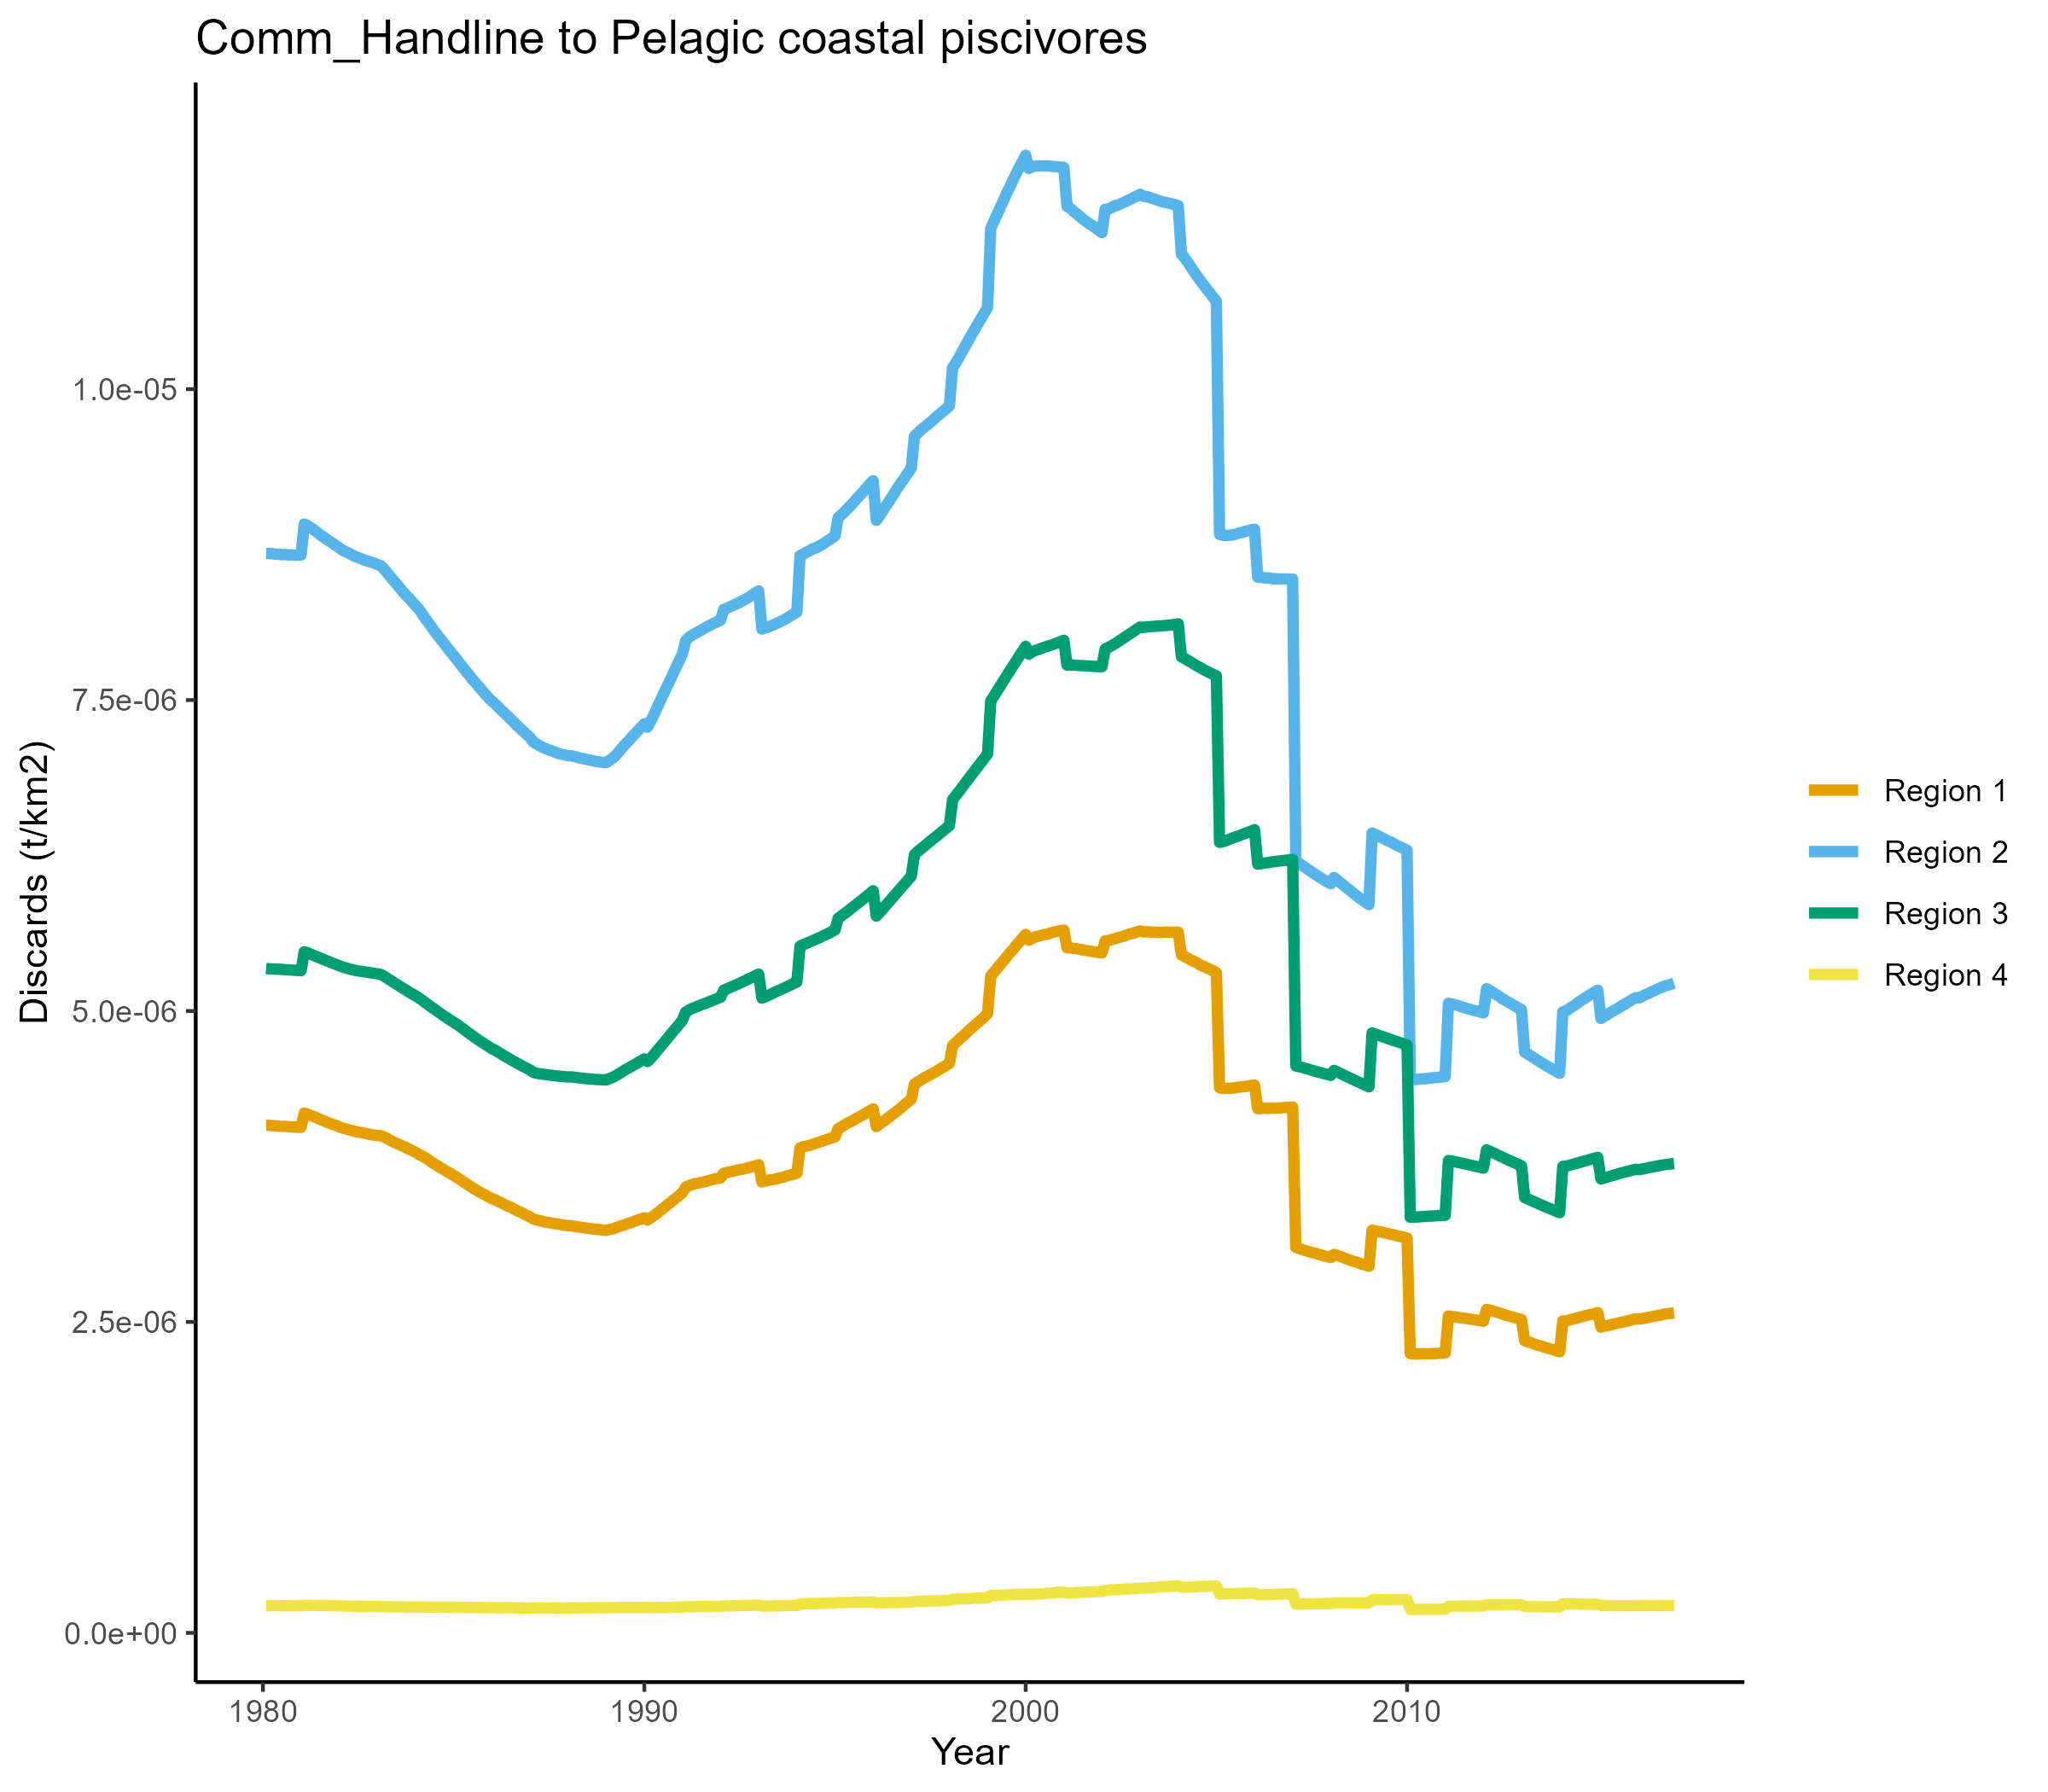 Comm_Handline to Pelagic coastal piscivores
Discards (t/km2)
1.0e-05
7.5e-06
5.0e-06
2.5e-06
0.0e+00
1980
1990
2000
2010
Year
Region 1
Region 2
Region 3
Region 4